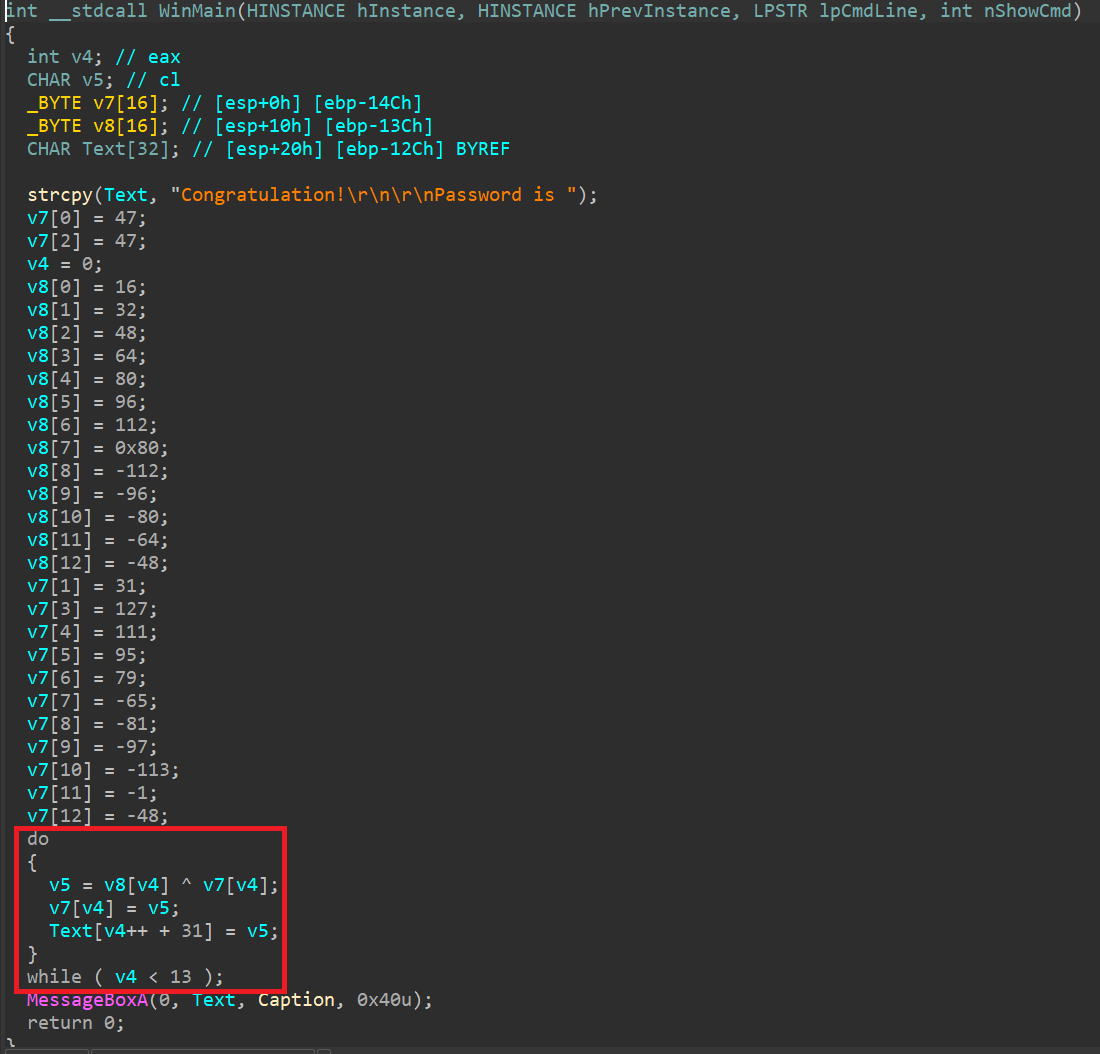 int __stdcall WinMain(HINSTANCE hInstance, HINSTANCE hPrevInstance, LPSTR lpCmdLine, int nShowCmd)
{
  int v4; // eax
  CHAR v5; // cl
  _BYTE v7[16]; // [esp+0h] [ebp-14Ch]
  _BYTE v8[16]; // [esp+10h] [ebp-13Ch]
  CHAR Text[32]; // [esp+20h] [ebp-12Ch] BYREF

  strcpy(Text, "Congratulation!\r\n\r\nPassword is ");
  v7[0] = 47;
  v7[2] = 47;
  v4 = 0;
  v8[0] = 16;
  v8[1] = 32;
  v8[2] = 48;
  v8[3] = 64;
  v8[4] = 80;
  v8[5] = 96;
  v8[6] = 112;
  v8[7] = 0x80;
  v8[8] = -112;
  v8[9] = -96;
  v8[10] = -80;
  v8[11] = -64;
  v8[12] = -48;
  v7[1] = 31;
  v7[3] = 127;
  v7[4] = 111;
  v7[5] = 95;
  v7[6] = 79;
  v7[7] = -65;
  v7[8] = -81;
  v7[9] = -97;
  v7[10] = -113;
  v7[11] = -1;
  v7[12] = -48;
  do
  {
    v5 = v8[v4] ^ v7[v4];
    v7[v4] = v5;
    Text[v4++ + 31] = v5;
  }
  while ( v4 < 13 );
  MessageBoxA(0, Text, Caption, 0x40u);
  return 0;
}